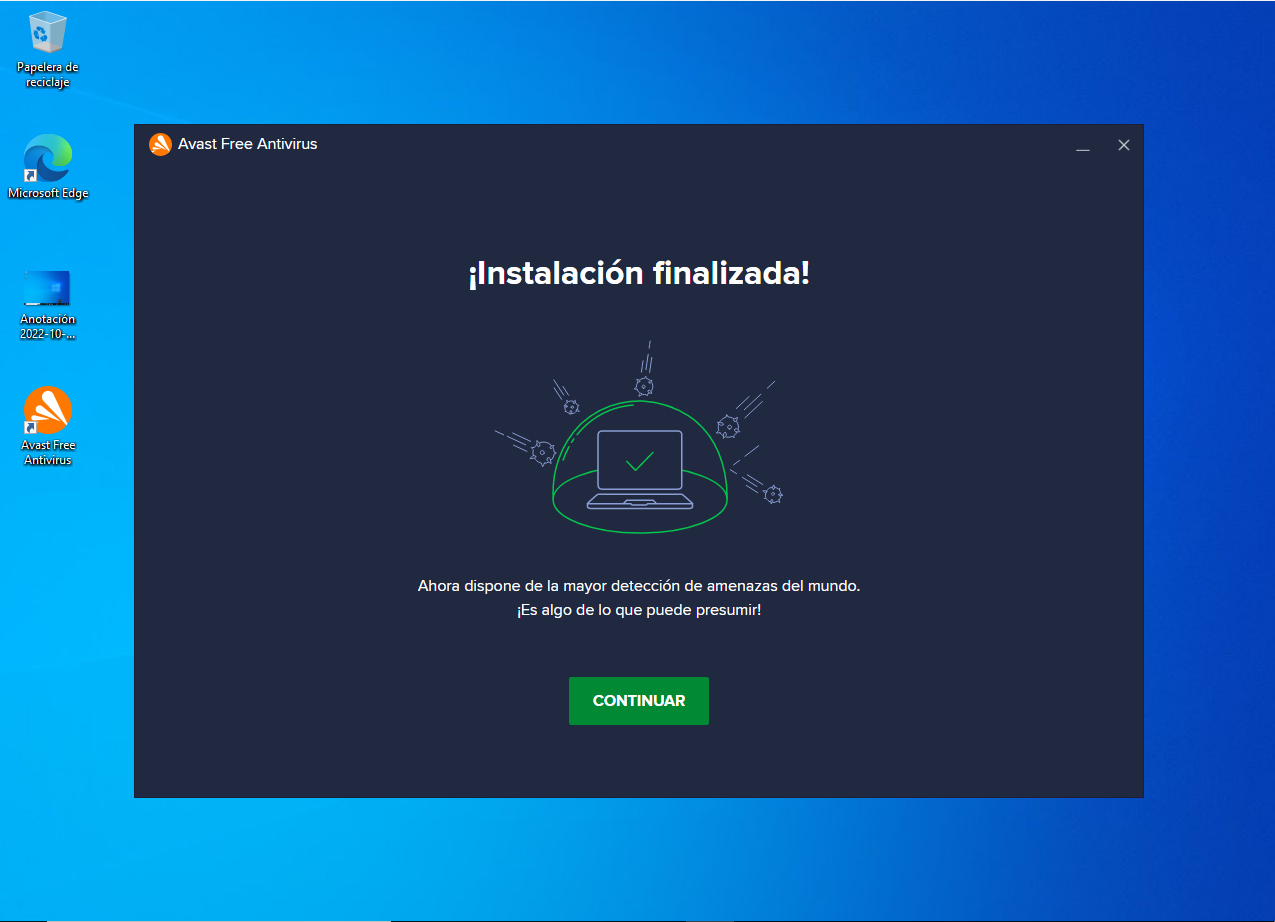 Papelera de
reciclaje
Microsoft Edge
Anotación
2022-10-...
Avast Free
Antivirus
Avast Free Antivirus
¡Instalación finalizada!
Ahora dispone de la mayor detección de amenazas del mundo.
¡Es algo de lo que puede presumir!
CONTINUAR